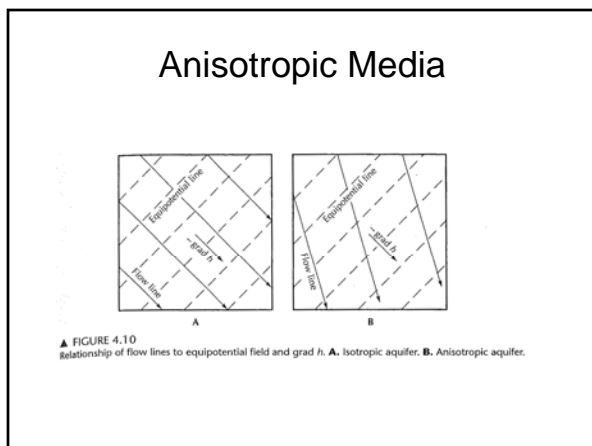 Anisotropic Media
Equipotential line
– grad h
Flow line
A
Equipotential line
– grad h
Flow line
B
▲ FIGURE 4.10
Relationship of flow lines to equipotential field and grad h. A. Isotropic aquifer. B. Anisotropic aquifer.